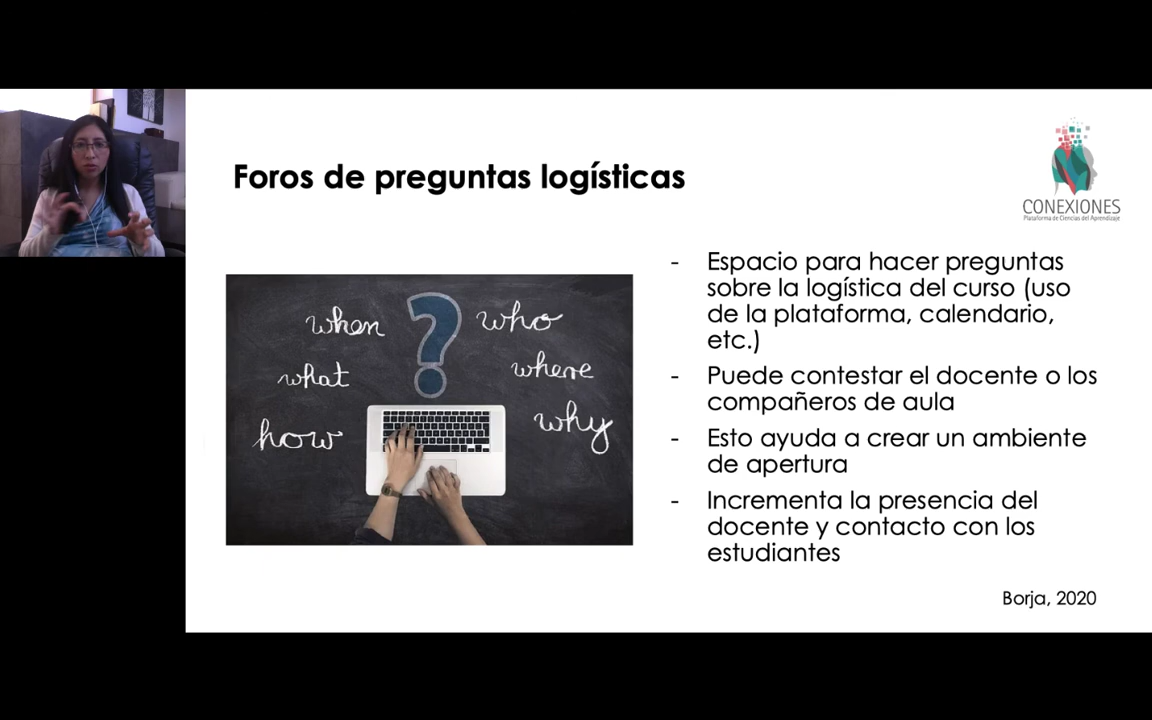 Foros de preguntas logísticas
CONEXIONES
Plataforma de Ciencias del Aprendizaje
when
who
what
where
how
why
- Espacio para hacer preguntas
sobre la logística del curso (uso
de la plataforma, calendario,
etc.)
- Puede contestar el docente o los
compañeros de aula
- Esto ayuda a crear un ambiente
de apertura
- Incrementa la presencia del
docente y contacto con los
estudiantes
Borja, 2020